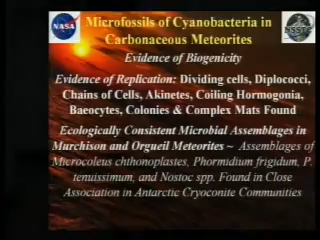 NASA
NSSTC
Microfossils of Cyanobacteria in
Carbonaceous Meteorites
Evidence of Biogenicity
Evidence of Replication: Dividing cells, Diplococci,
Chains of Cells, Akinetes, Coiling Hormogonia,
Baeocytes, Colonies & Complex Mats Found
Ecologically Consistent Microbial Assemblages in
Murchison and Orgueil Meteorites ~ Assemblages of
Microcoleus chthonoplastes, Phormidium frigidum, P.
tenuissimum, and Nostoc spp. Found in Close
Association in Antarctic Cryoconite Communities